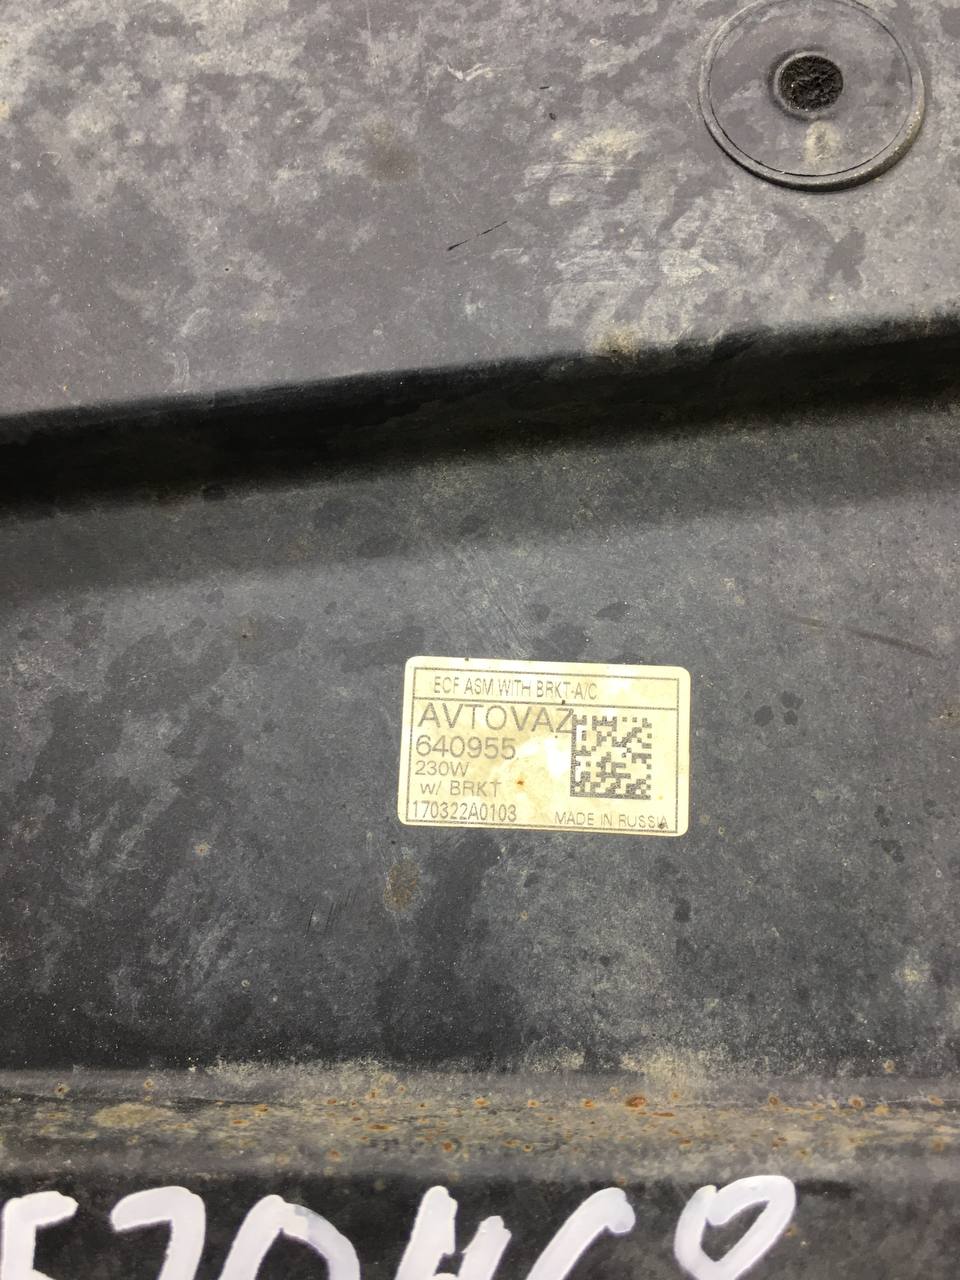 ECF ASM WITH BRKT-A/C
AVTOVAZ
640955
230W
w/ BRKT
170322A0103
MADE IN RUSSIA